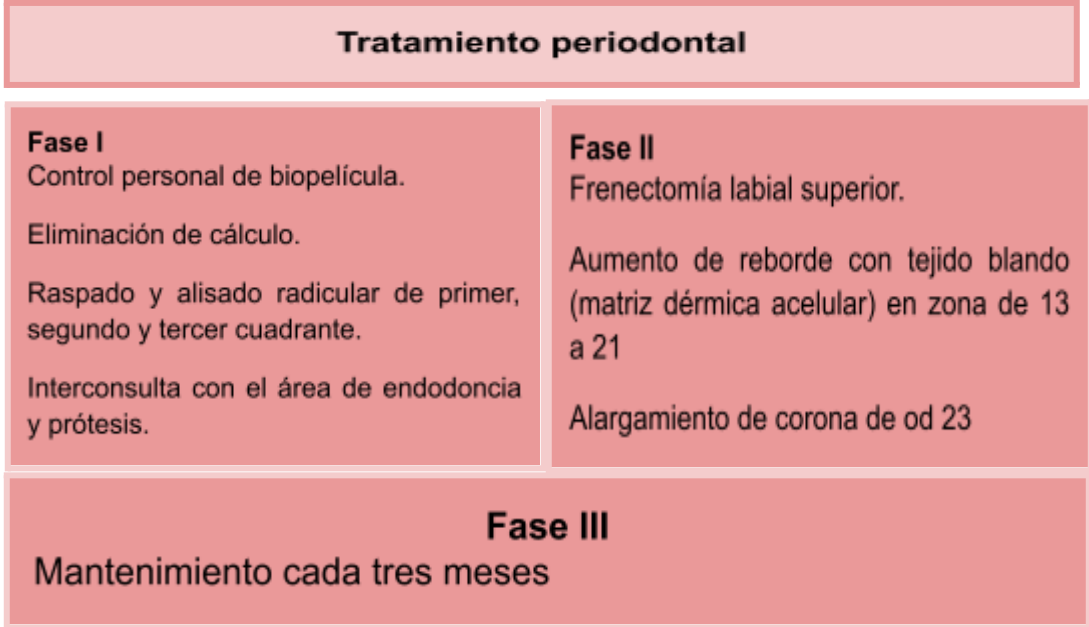 Tratamiento periodontal
Fase I
Control personal de biopelícula.
Eliminación de cálculo.
Raspado y alisado radicular de primer,
segundo y tercer cuadrante.
Interconsulta con el área de endodoncia
y prótesis.
Fase II
Frenectomía labial superior.
Aumento de reborde con tejido blando
(matriz dérmica acelular) en zona de 13
a 21
Alargamiento de corona de od 23
Fase III
Mantenimiento cada tres meses